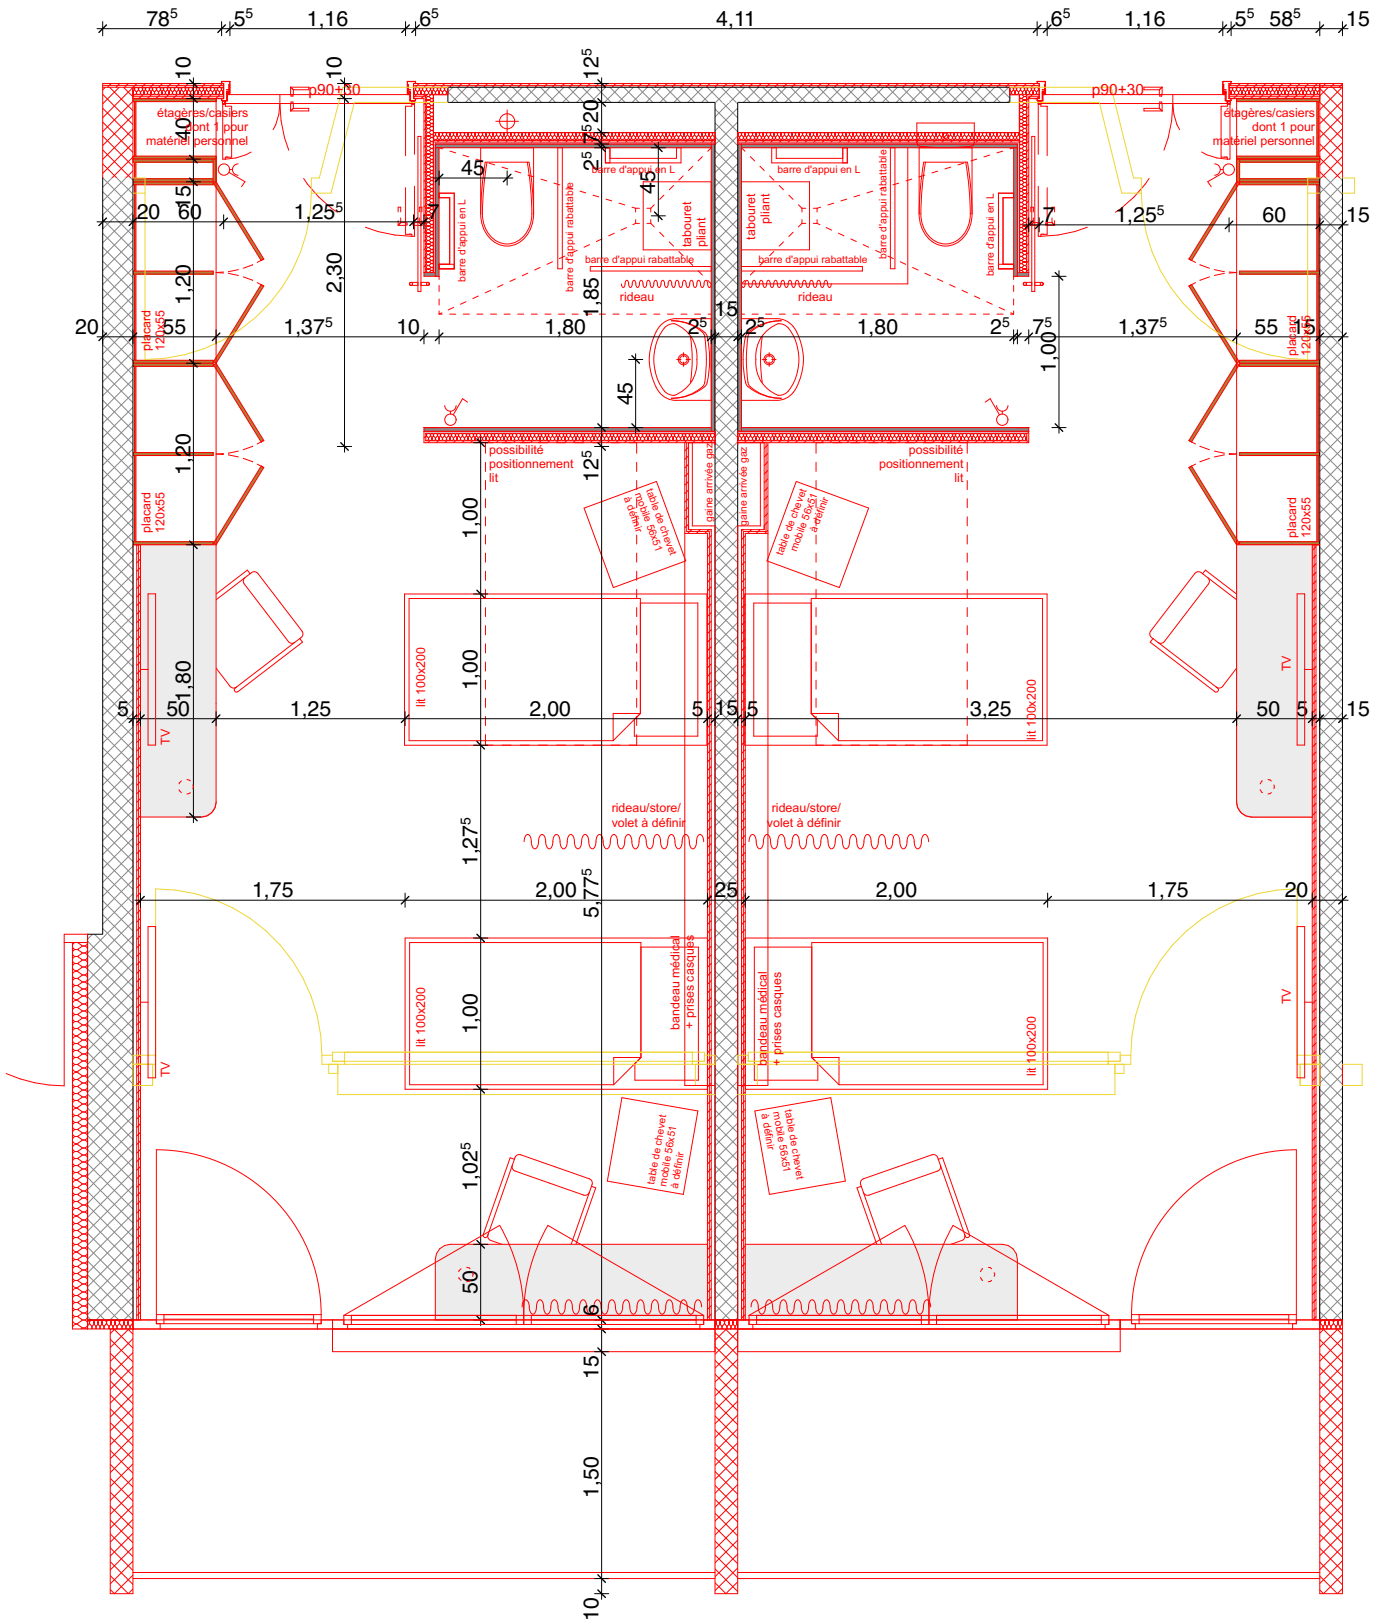 78⁵
5⁵
1,16
6⁵
4,11
6⁵
1,16
5⁵
58⁵
15
10
10
12⁵
p90+30
p90+30
étagères/casiers
dont 1 pour
matériel personnel
étagères/casiers
dont 1 pour
matériel personnel
40
20
7⁵
2⁵
45
45
barre d'appui en L
barre d'appui en L
barre d'appui en L
barre d'appui rabattable
tabouret
pliant
tabouret
pliant
barre d'appui rabattable
barre d'appui en L
15
20
60
1,25⁵
7
7
1,25⁵
60
15
barre d'appui rabattable
barre d'appui rabattable
rideau
rideau
1,20
2,30
1,85
15
20
55
1,37⁵
10
1,80
2⁵
2⁵
1,80
2⁵
7⁵
1,37⁵
55
5
15
placard
120x55
placard
120x55
1,00
45
1,20
12⁵
possibilité
positionnement
lit
possibilité
positionnement
lit
gaine arrivée gaz
gaine arrivée gaz
placard
120x55
placard
120x55
1,00
table de chevet
mobile 56x51
à définir
table de chevet
mobile 56x51
à définir
1,80
1,00
lit 100x200
lit 100x200
TV
TV
5
50
1,25
2,00
5
15
5
3,25
50
5
15
rideau/store/
volet à définir
rideau/store/
volet à définir
1,27⁵
5,77⁵
1,75
2,00
25
2,00
1,75
20
bandeau médical
+ prises casques
bandeau médical
+ prises casques
1,00
lit 100x200
lit 100x200
TV
TV
table de chevet
mobile 56x51
à définir
table de chevet
mobile 56x51
à définir
1,02⁵
50
6
15
1,50
10